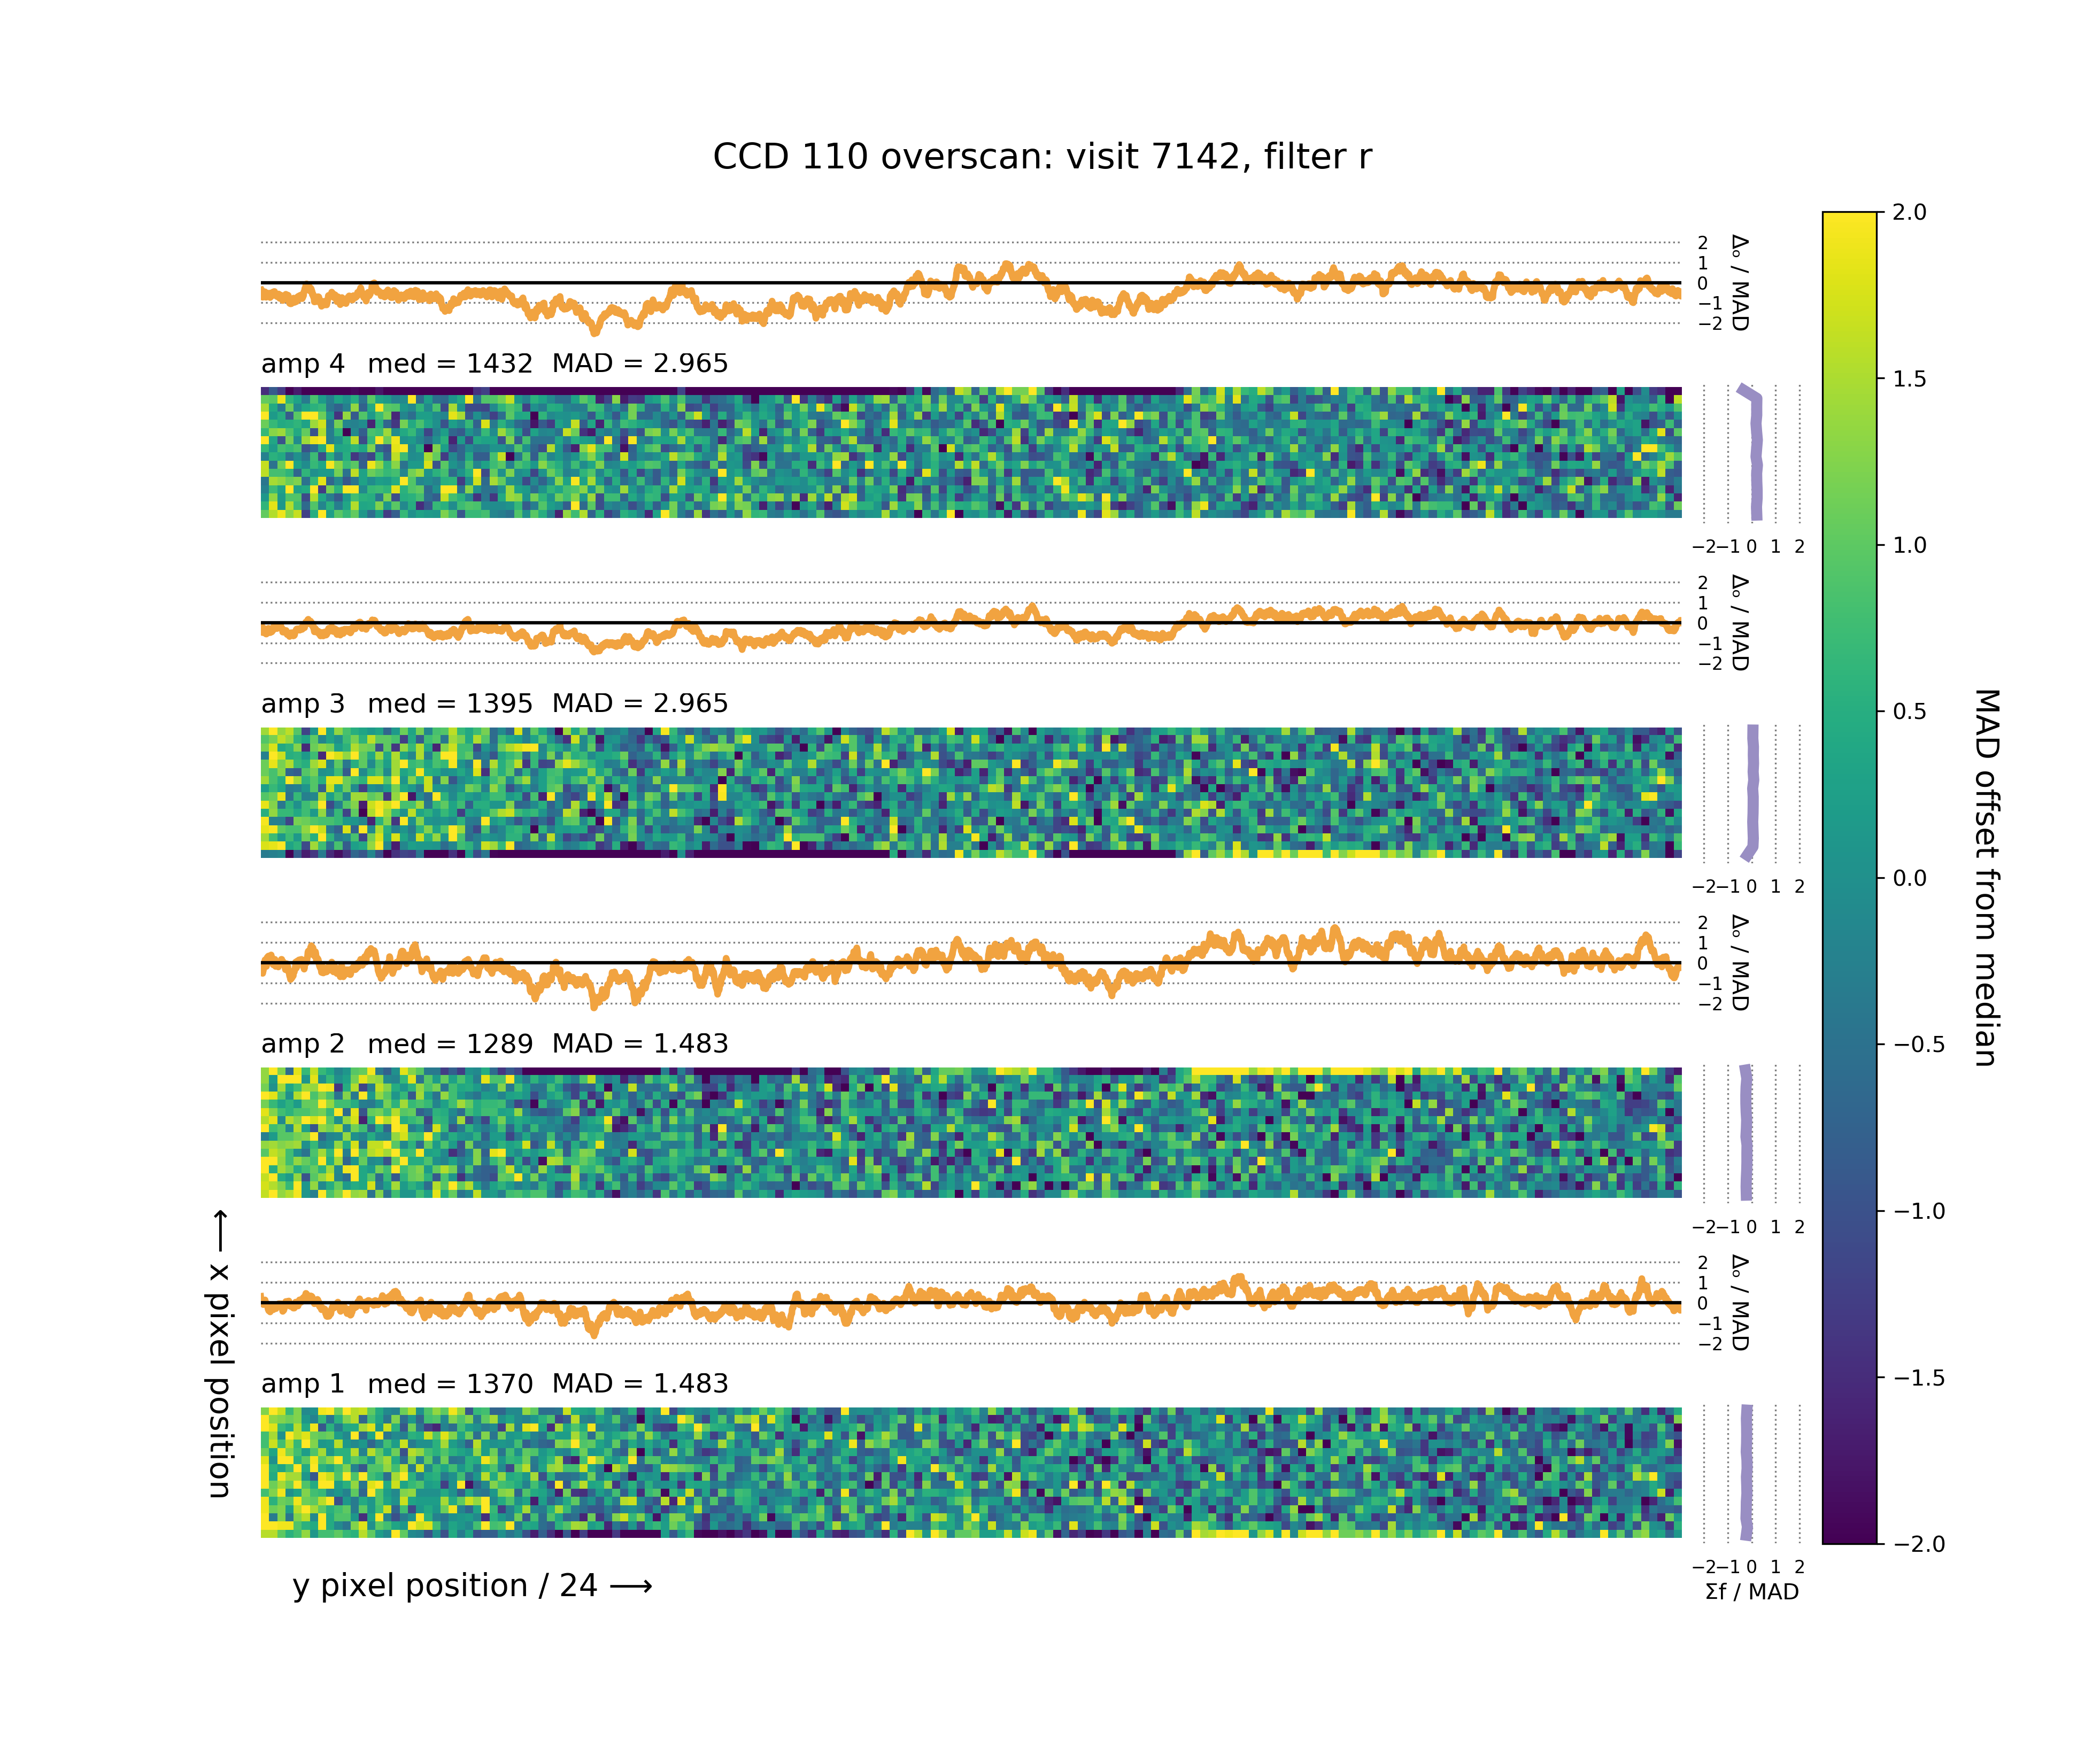 CCD 110 overscan: visit 7142, filter r
2
1
0
−1
−2
Δₒ / MAD
amp 4 med = 1432 MAD = 2.965
−2 −1 0 1 2
2
1
0
−1
−2
Δₒ / MAD
amp 3 med = 1395 MAD = 2.965
−2 −1 0 1 2
2
1
0
−1
−2
Δₒ / MAD
amp 2 med = 1289 MAD = 1.483
−2 −1 0 1 2
2
1
0
−1
−2
Δₒ / MAD
amp 1 med = 1370 MAD = 1.483
−2 −1 0 1 2
Σf / MAD
⟵ x pixel position
y pixel position / 24 ⟶
2.0
1.5
1.0
0.5
0.0
−0.5
−1.0
−1.5
−2.0
MAD offset from median